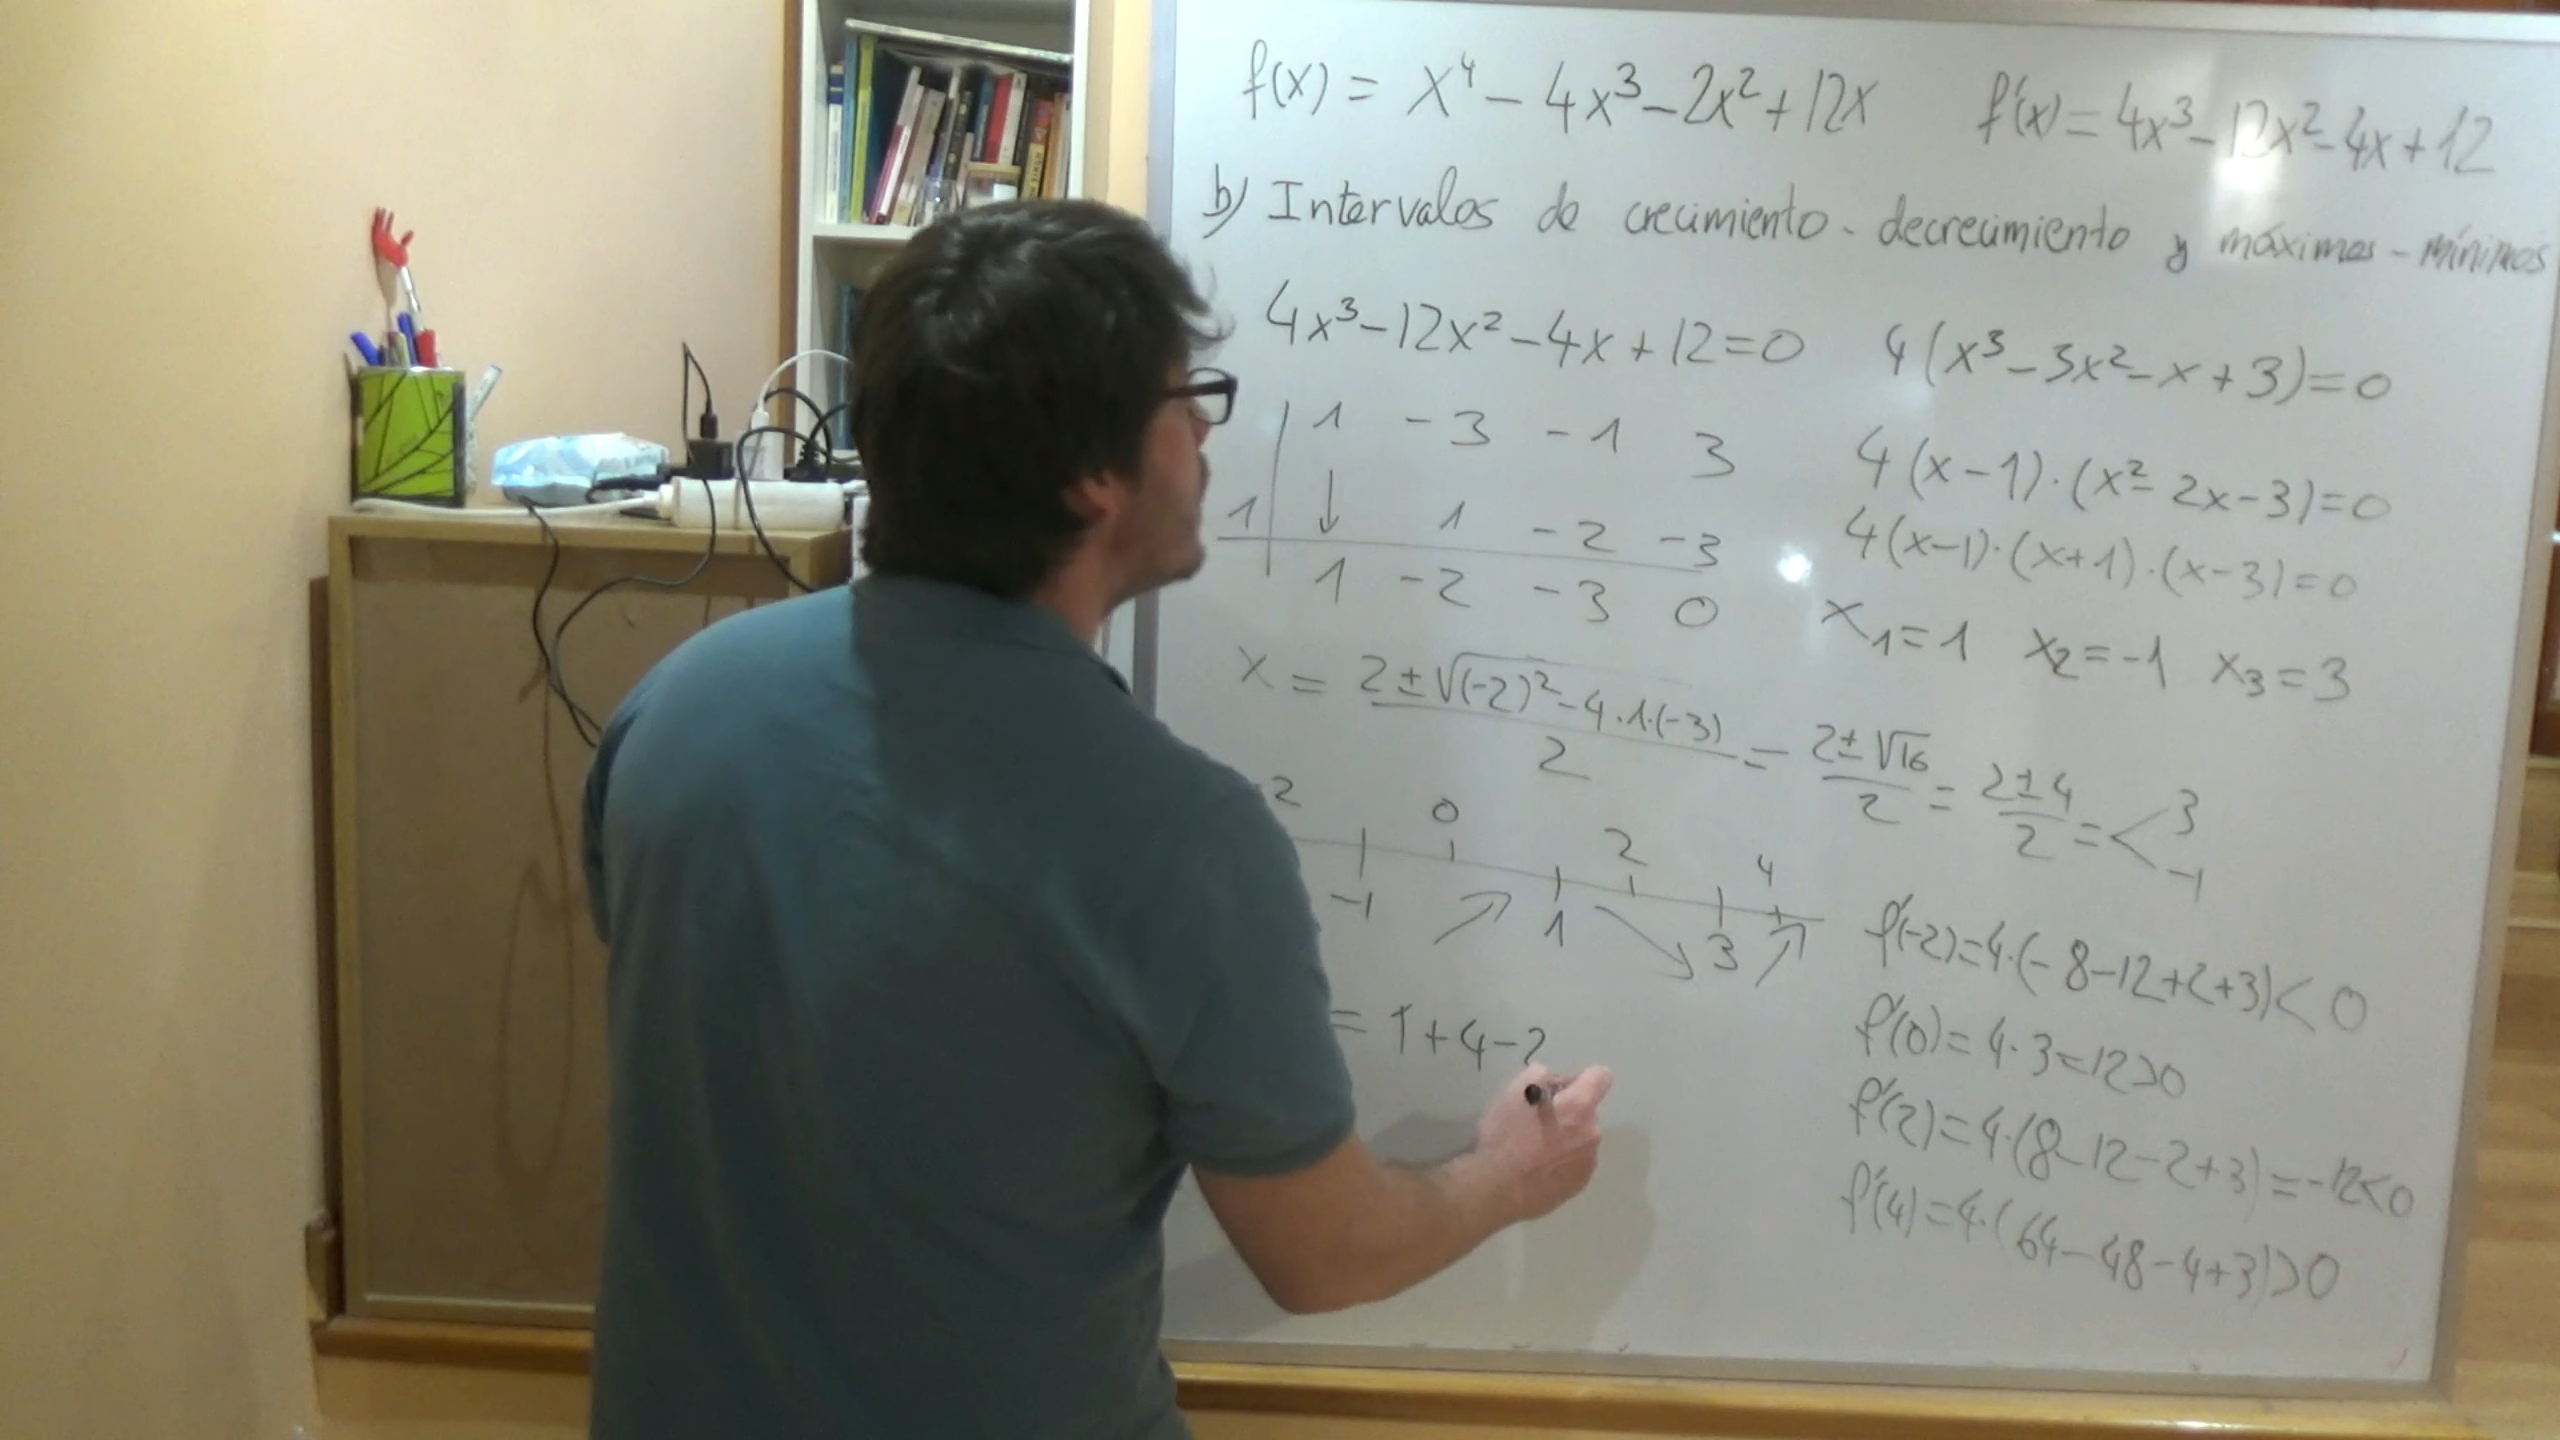 f(x) = x⁴ - 4x³ - 2x² + 12x f'(x) = 4x³ - 12x² - 4x + 12
b) Intervalos de crecimiento - decrecimiento y máximos - mínimos
4x³ - 12x² - 4x + 12 = 0 4(x³ - 3x² - x + 3) = 0
1 -3 -1 3
1 ↓ 1 -2 -3
1 -2 -3 0
4(x-1)·(x² - 2x - 3) = 0
4(x-1)·(x+1)·(x-3) = 0
x₁ = 1 x₂ = -1 x₃ = 3
x = (2 ± √((-2)² - 4·1·(-3)))/2 = (2 ± √16)/2 = (2 ± 4)/2 = < 3 -1
2 0 2 4
-1 ↗ 1 ↘ 3 ↗
= 1 + 4 - 2
f'(-2) = 4·(-8 - 12 + 2 + 3) < 0
f'(0) = 4·3 = 12 > 0
f'(2) = 4·(8 - 12 - 2 + 3) = -12 < 0
f'(4) = 4·(64 - 48 - 4 + 3) > 0